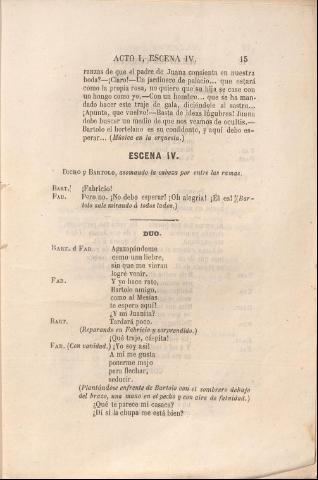 ACTO I, ESCENA IV. 15
ranzas de que el padre de Juana consienta en nuestra
boda?—¡Claro!—Un jardinero de palacio... que estará
como la propia rosa, no quiere que su hija se case con
un hongo como yo.—Con un hombre... que se ha man-
dado hacer este traje de gala, diciéndole al sastre...
¡Apunta, que vuelvo!—Basta de ideas lúgubres! Juana
debe buscar un medio de que nos veamos de ocultis.—
Bartolo el hortelano es su confidente, y aquí debo es-
perar... (Música en la orquesta.)
ESCENA IV.
DICHO y BARTOLO, asomando la cabeza por entre las ramas.
BART. ¡Fabricio!
FAB. Pero no. ¡No debo esperar! ¡Oh alegria! ¡Él es! (Bar-
tolo sale mirando á todos lados.)
DUO.
BART. á FAB. Agazapándome
como una liebre,
sin que me vieran
logré venir.
FAB. Y yo hace rato,
Bartolo amigo,
como al Mesías
te espero aquí!
¿Y mi Juanita?
BART. Tardará poco.
(Reparando en Fabricio y sorprendido.)
¡Qué traje, cáspita!
FAB. (Con vanidad.) ¡Yo soy así!
A mí me gusta
ponerme majo
para flechar,
seducir.
(Plantándose enfrente de Bartolo con el sombrero debajo
del brazo, una mano en el pecho y con aire de fatuidad.)
¿Qué te parece mi casaca?
¿Di si la chupa me está bien?